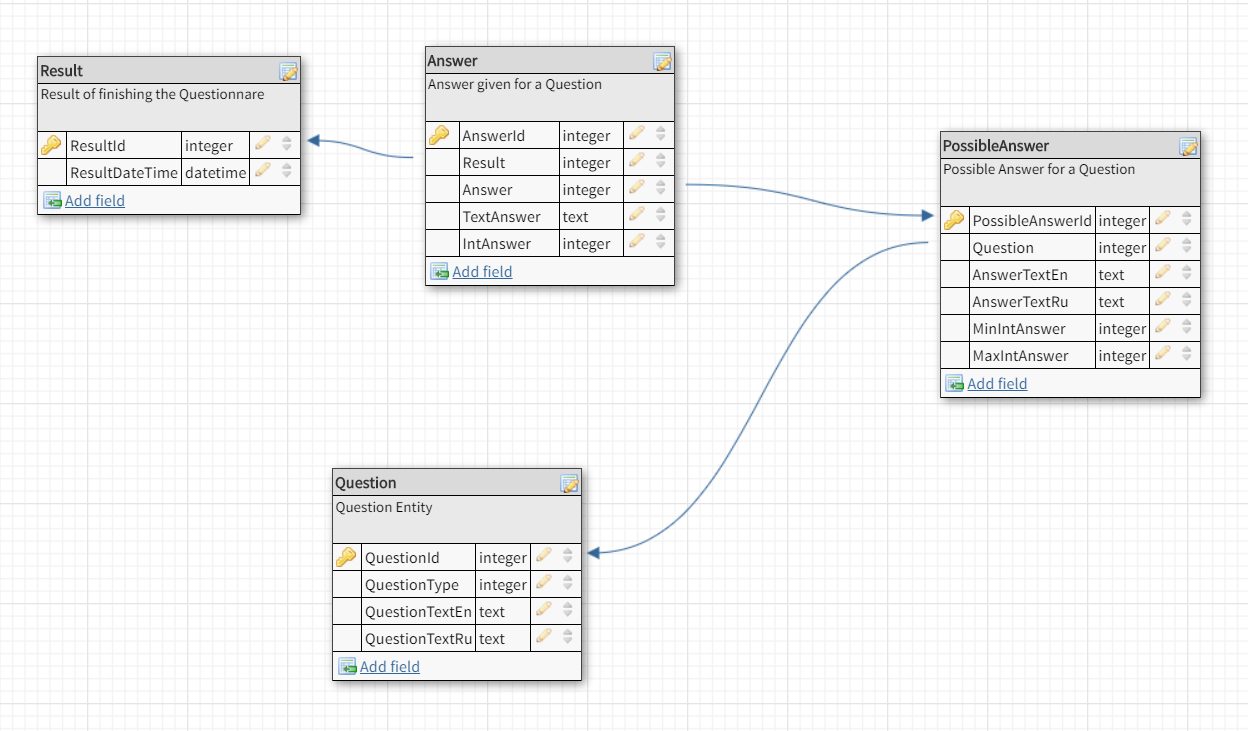 Result
Result of finishing the Questionnare
ResultId integer
ResultDateTime datetime
Add field
Answer
Answer given for a Question
AnswerId integer
Result integer
Answer integer
TextAnswer text
IntAnswer integer
Add field
PossibleAnswer
Possible Answer for a Question
PossibleAnswerId integer
Question integer
AnswerTextEn text
AnswerTextRu text
MinIntAnswer integer
MaxIntAnswer integer
Add field
Question
Question Entity
QuestionId integer
QuestionType integer
QuestionTextEn text
QuestionTextRu text
Add field